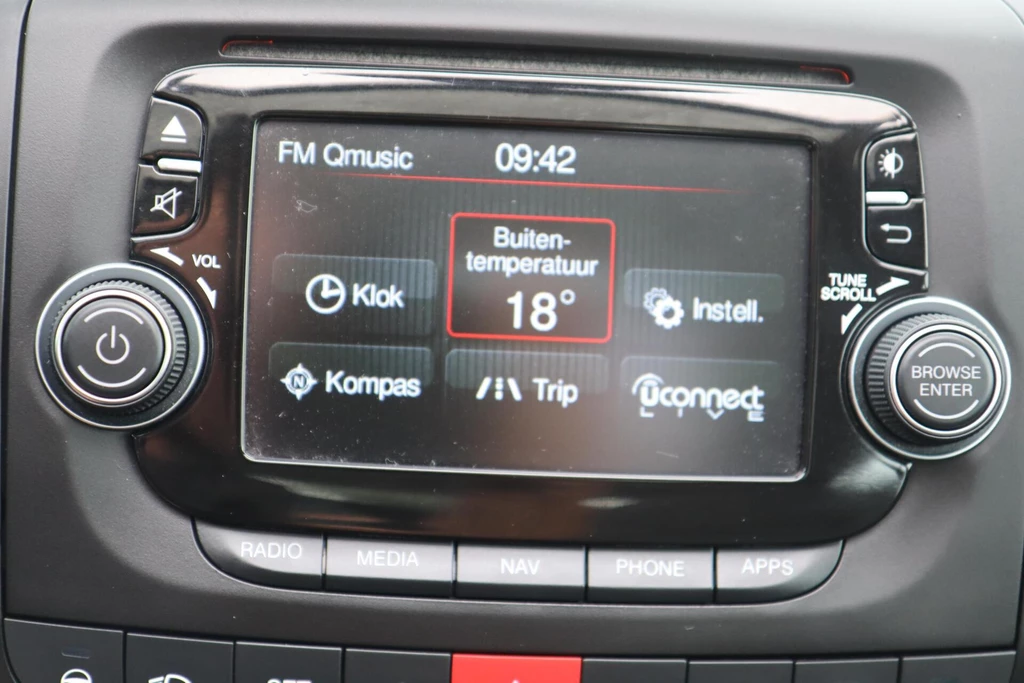 FM Qmusic 09:42
VOL
TUNE
SCROLL
Buiten-
temperatuur
18°
Klok
Instell.
N Kompas
Trip
uconnect
LIVE
BROWSE
ENTER
RADIO MEDIA NAV PHONE APPS